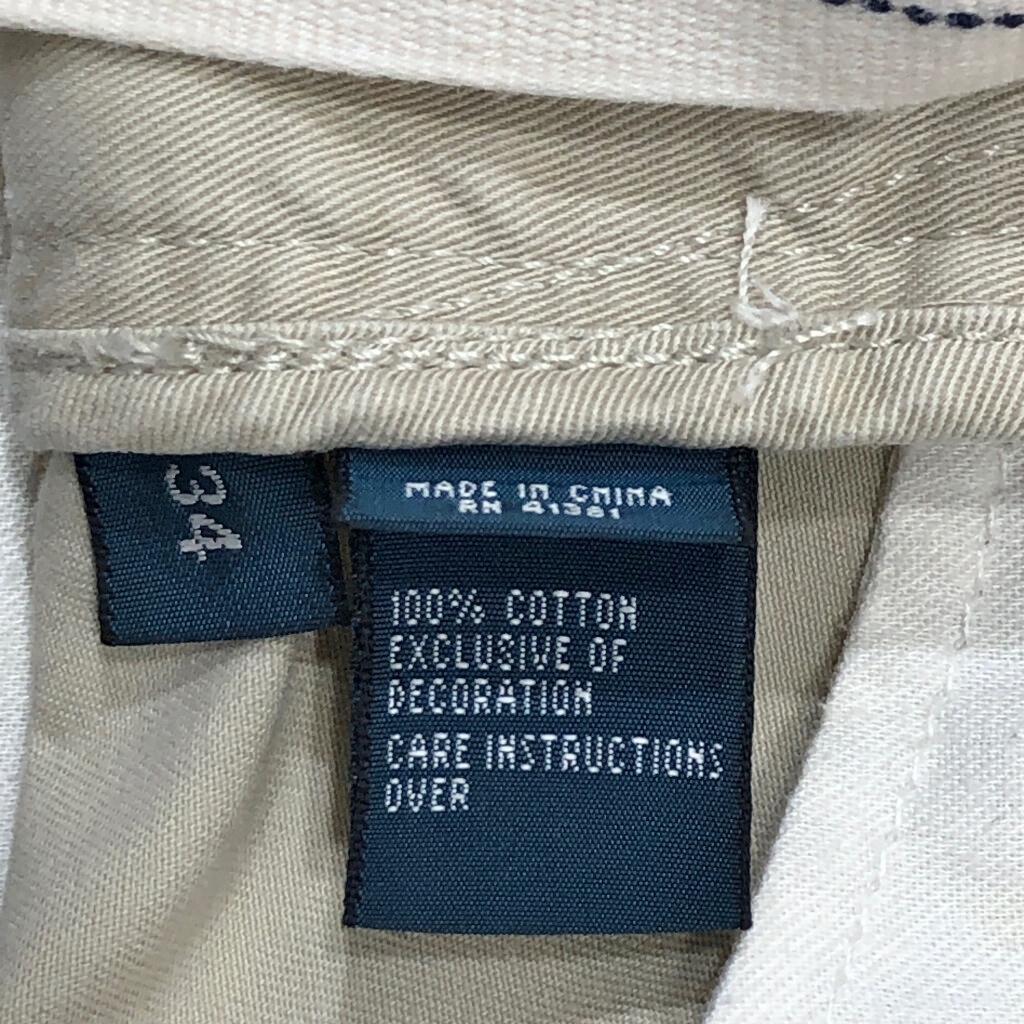 34
MADE IN CHINA
RN 41381
100% COTTON
EXCLUSIVE OF
DECORATION
CARE INSTRUCTIONS
OVER